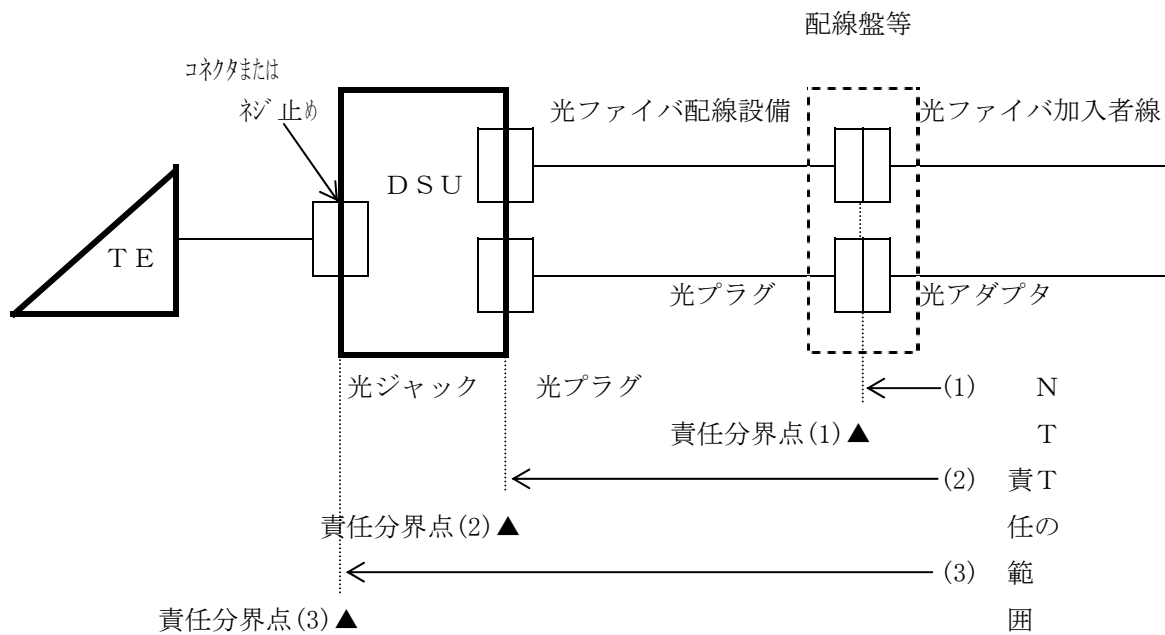 配線盤等
コネクタまたは
ネジ止め
光ファイバ配線設備
光ファイバ加入者線
DSU
TE
光プラグ
光アダプタ
光ジャック
光プラグ
(1)
責任分界点(1)▲
(2)
責任分界点(2)▲
(3)
責任分界点(3)▲
NTTの
責任範囲